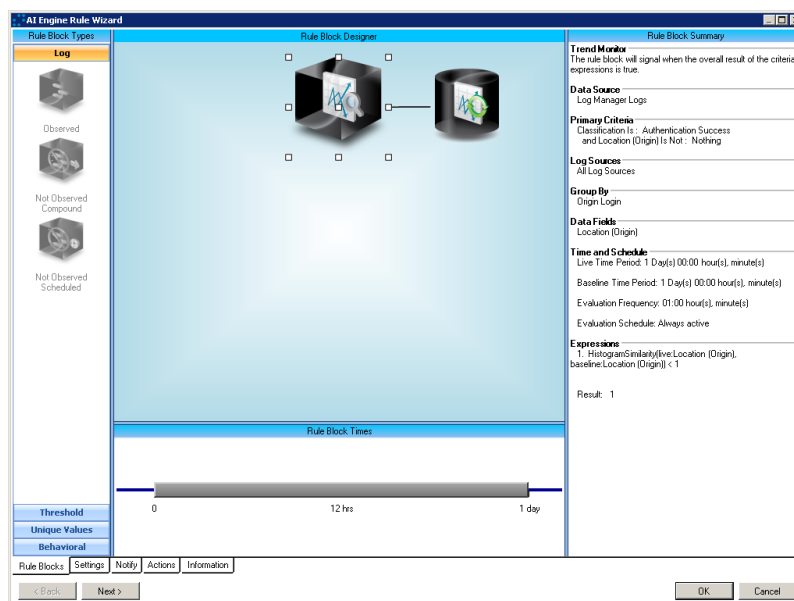 AI Engine Rule Wizard
Rule Block Types
Log
Observed
Not Observed
Compound
Not Observed
Scheduled
Threshold
Unique Values
Behavioral
Rule Block Designer
Rule Block Times
0 12 hrs 1 day
Rule Block Summary
Trend Monitor
The rule block will signal when the overall result of the criteria
expressions is true.
Data Source
Log Manager Logs
Primary Criteria
Classification Is : Authentication Success
and Location (Origin) Is Not : Nothing
Log Sources
All Log Sources
Group By
Origin Login
Data Fields
Location (Origin)
Time and Schedule
Live Time Period: 1 Day(s) 00:00 hour(s), minute(s)
Baseline Time Period: 1 Day(s) 00:00 hour(s), minute(s)
Evaluation Frequency: 01:00 hour(s), minute(s)
Evaluation Schedule: Always active
Expressions
1. HistogramSimilarity(live:Location (Origin),
baseline:Location (Origin)) < 1
Result: 1
Rule Blocks Settings Notify Actions Information
< Back Next > OK Cancel